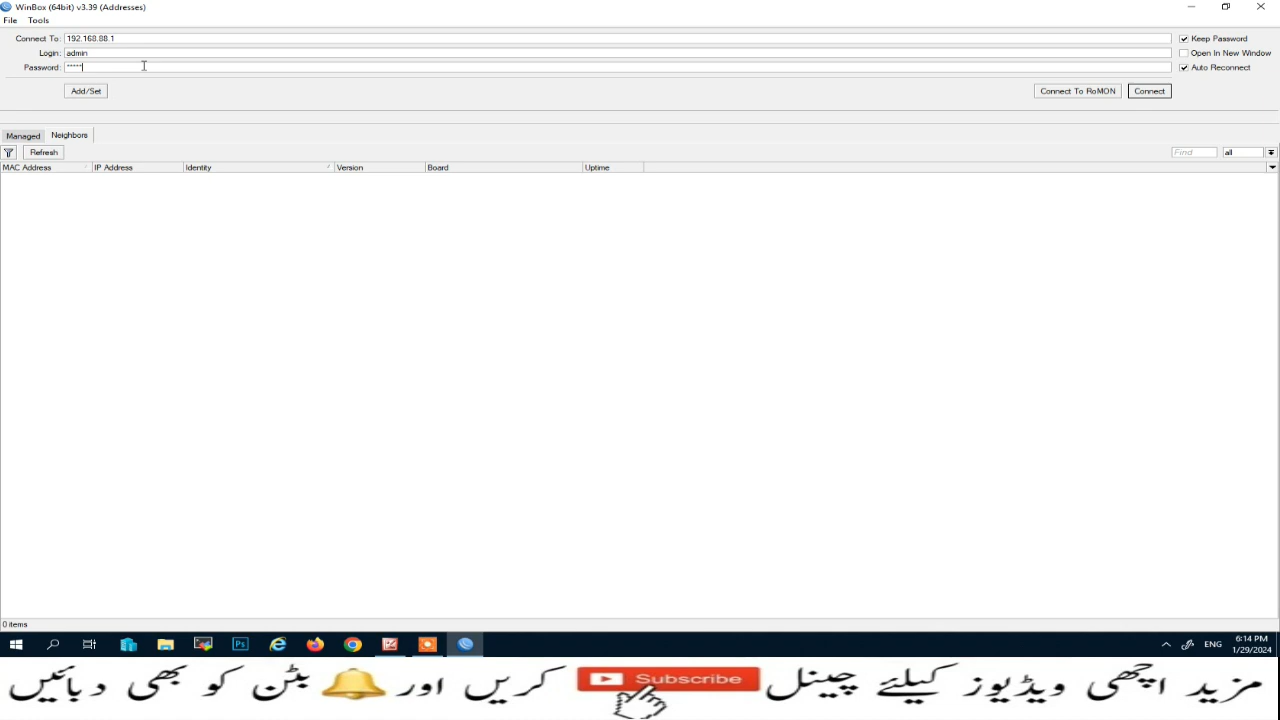 WinBox (64bit) v3.39 (Addresses)
File Tools
Connect To: 192.168.88.1 Keep Password
Login: admin Open In New Window
Password: ***** Auto Reconnect
Add/Set Connect To RoMON Connect
Managed Neighbors
Refresh Find all
MAC Address IP Address Identity Version Board Uptime
0 items
Ps ENG 6:14 PM
1/29/2024
مزید اچھی ویڈیوز کیلئے چینل Subscribe کریں اور بٹن کو بھی دبائیں